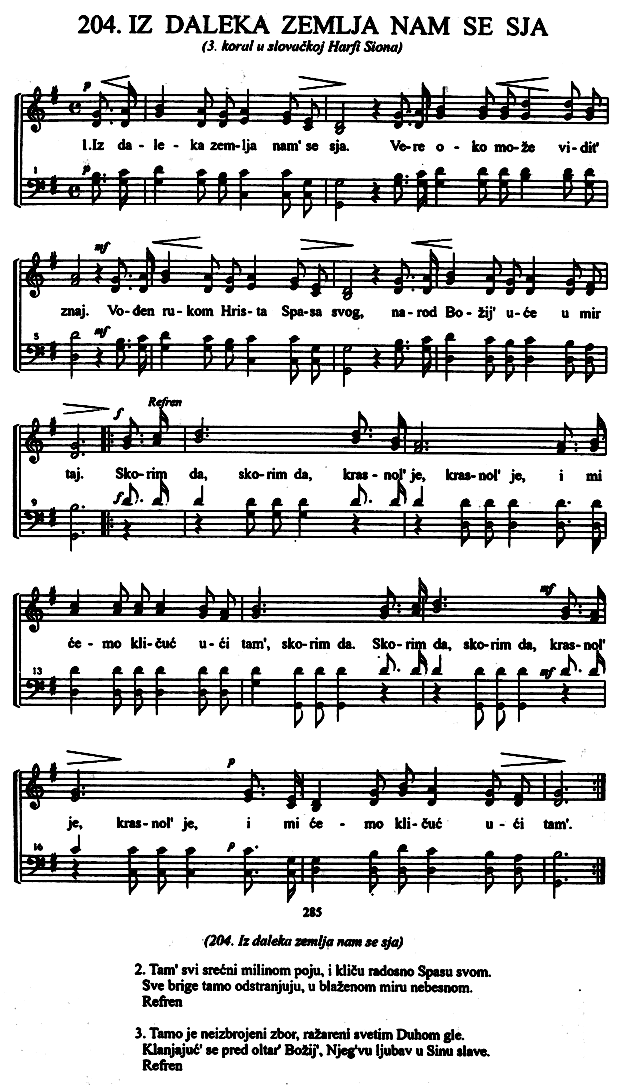 204. IZ DALEKA ZEMLJA NAM SE SJA
(3. koral u slovačkoj Harfi Siona)
p
1.Iz da- le- ka zem-lja nam' se sja. Ve-re o- ko mo-že vi-dit'
1 p
mf
znaj. Vo-đen ru-kom Hris-ta Spa-sa svog, na-rod Bo-žij' u-će u mir
5 mf
f Refren
taj. Sko-rim da, sko-rim da, kras-nol' je, kras-nol' je, i mi
9 f
mf
će-mo kli-čuć u-ći tam', sko-rim da. Sko-rim da, sko-rim da, kras-nol'
13 mf
p
je, kras-nol' je, i mi će - mo kli-čuć u-ći tam'.
16 p
285
(204. Iz daleka zemlja nam se sja)
2. Tam' svi srećni milinom poju, i kliču radosno Spasu svom.
Sve brige tamo odstranjuju, u blaženom miru nebesnom.
Refren
3. Tamo je neizbrojeni zbor, ražareni svetim Duhom gle.
Klanjajuć' se pred oltar' Božij', Njeg'vu ljubav u Sinu slave.
Refren